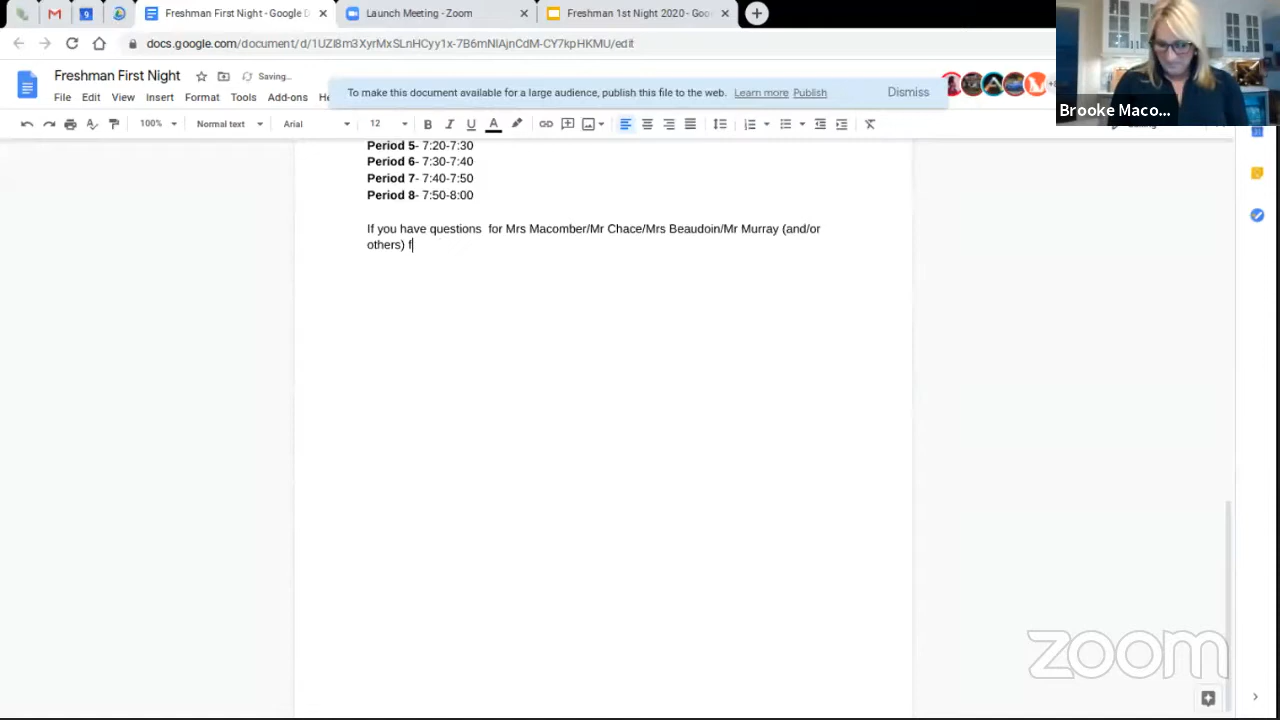 Freshman First Night - Google D
Launch Meeting - Zoom
Freshman 1st Night 2020 - Goo
docs.google.com/document/d/1UZI8m3XyrMxSLnHCyy1x-7B6mNIAjnCdM-CY7kpHKMU/edit
Freshman First Night
Saving...
File Edit View Insert Format Tools Add-ons He
To make this document available for a large audience, publish this file to the web. Learn more Publish Dismiss
Brooke Maco...
100% Normal text Arial 12
Period 5- 7:20-7:30
Period 6- 7:30-7:40
Period 7- 7:40-7:50
Period 8- 7:50-8:00
If you have questions  for Mrs Macomber/Mr Chace/Mrs Beaudoin/Mr Murray (and/or
others) f
zoom